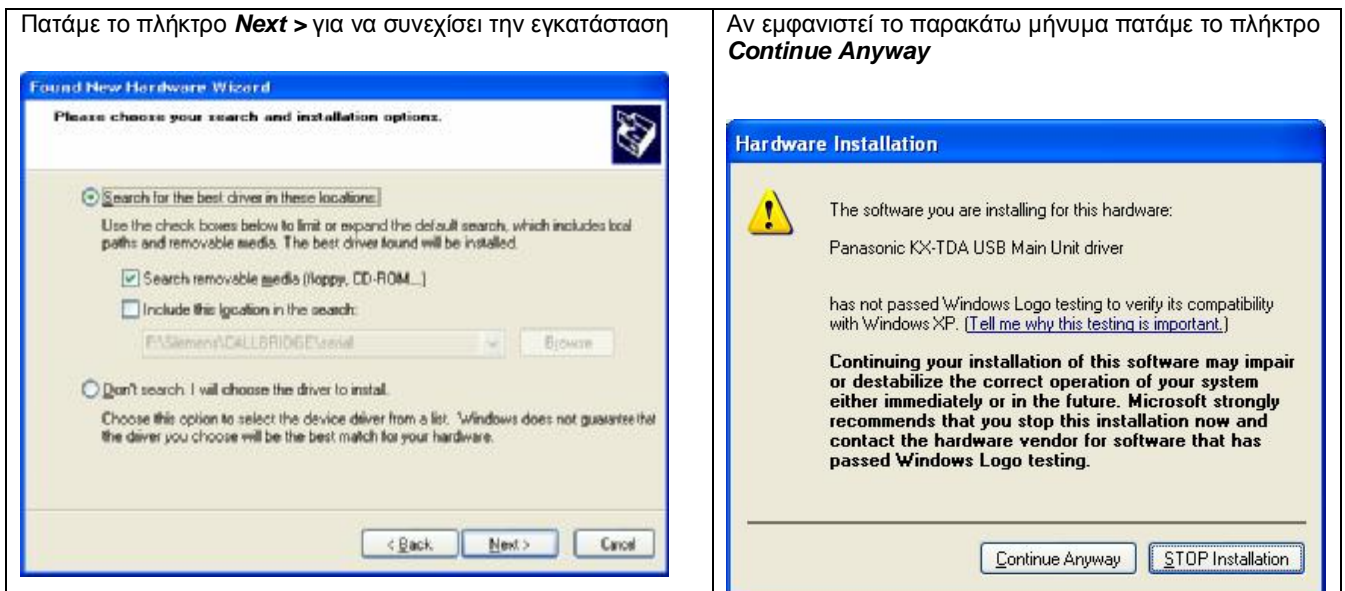 Πατάμε το πλήκτρο Next > για να συνεχίσει την εγκατάσταση
Found New Hardware Wizard
Please choose your search and installation options.
Search for the best driver in these locations.
Use the check boxes below to limit or expand the default search, which includes local
paths and removable media. The best driver found will be installed.
Search removable media (floppy, CD-ROM...)
Include this location in the search:
F:\Siemens\CALLBRIDGE\serial
Browse
Don't search. I will choose the driver to install.
Choose this option to select the device driver from a list. Windows does not guarantee that
the driver you choose will be the best match for your hardware.
< Back
Next >
Cancel
Αν εμφανιστεί το παρακάτω μήνυμα πατάμε το πλήκτρο
Continue Anyway
Hardware Installation
The software you are installing for this hardware:
Panasonic KX-TDA USB Main Unit driver
has not passed Windows Logo testing to verify its compatibility
with Windows XP. (Tell me why this testing is important.)
Continuing your installation of this software may impair
or destabilize the correct operation of your system
either immediately or in the future. Microsoft strongly
recommends that you stop this installation now and
contact the hardware vendor for software that has
passed Windows Logo testing.
Continue Anyway
STOP Installation